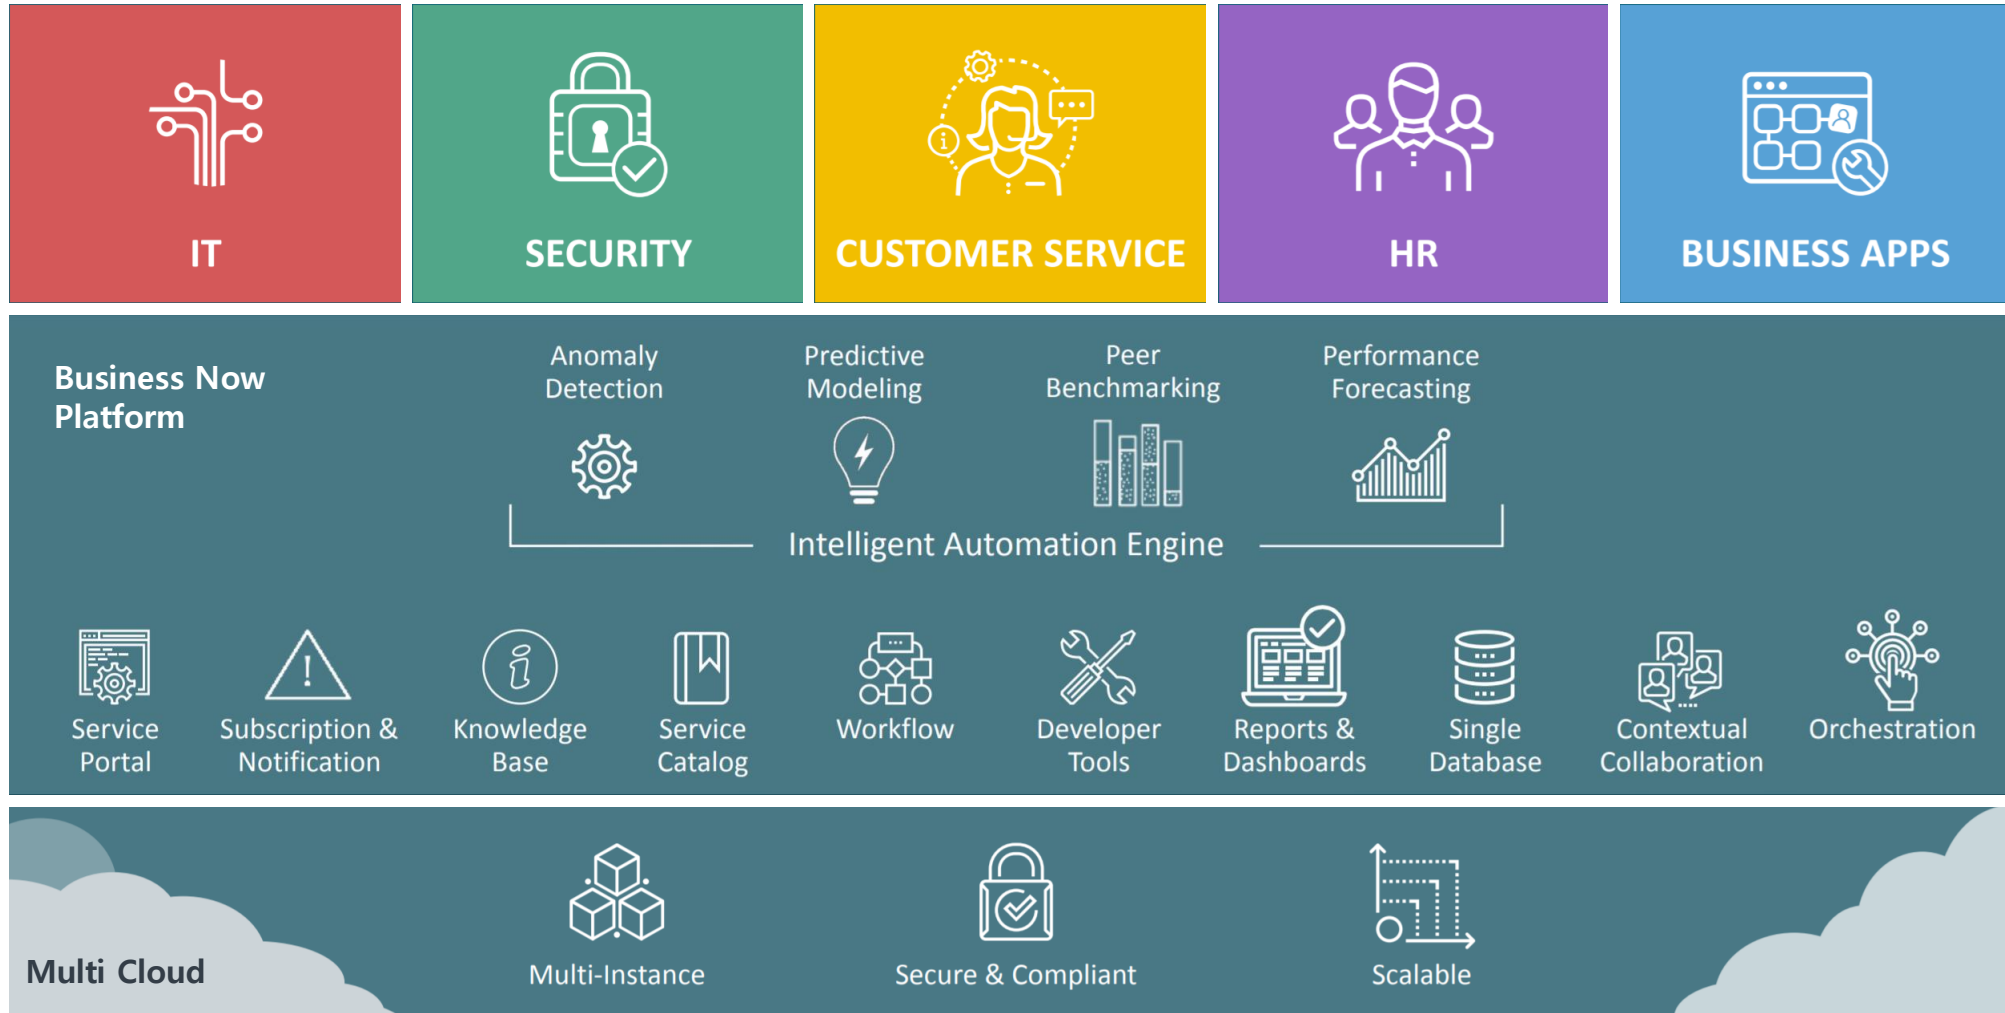 IT
SECURITY
CUSTOMER SERVICE
HR
BUSINESS APPS
Business Now
Platform
Anomaly
Detection
Predictive
Modeling
Peer
Benchmarking
Performance
Forecasting
Intelligent Automation Engine
Service
Portal
Subscription &
Notification
Knowledge
Base
Service
Catalog
Workflow
Developer
Tools
Reports &
Dashboards
Single
Database
Contextual
Collaboration
Orchestration
Multi Cloud
Multi-Instance
Secure & Compliant
Scalable